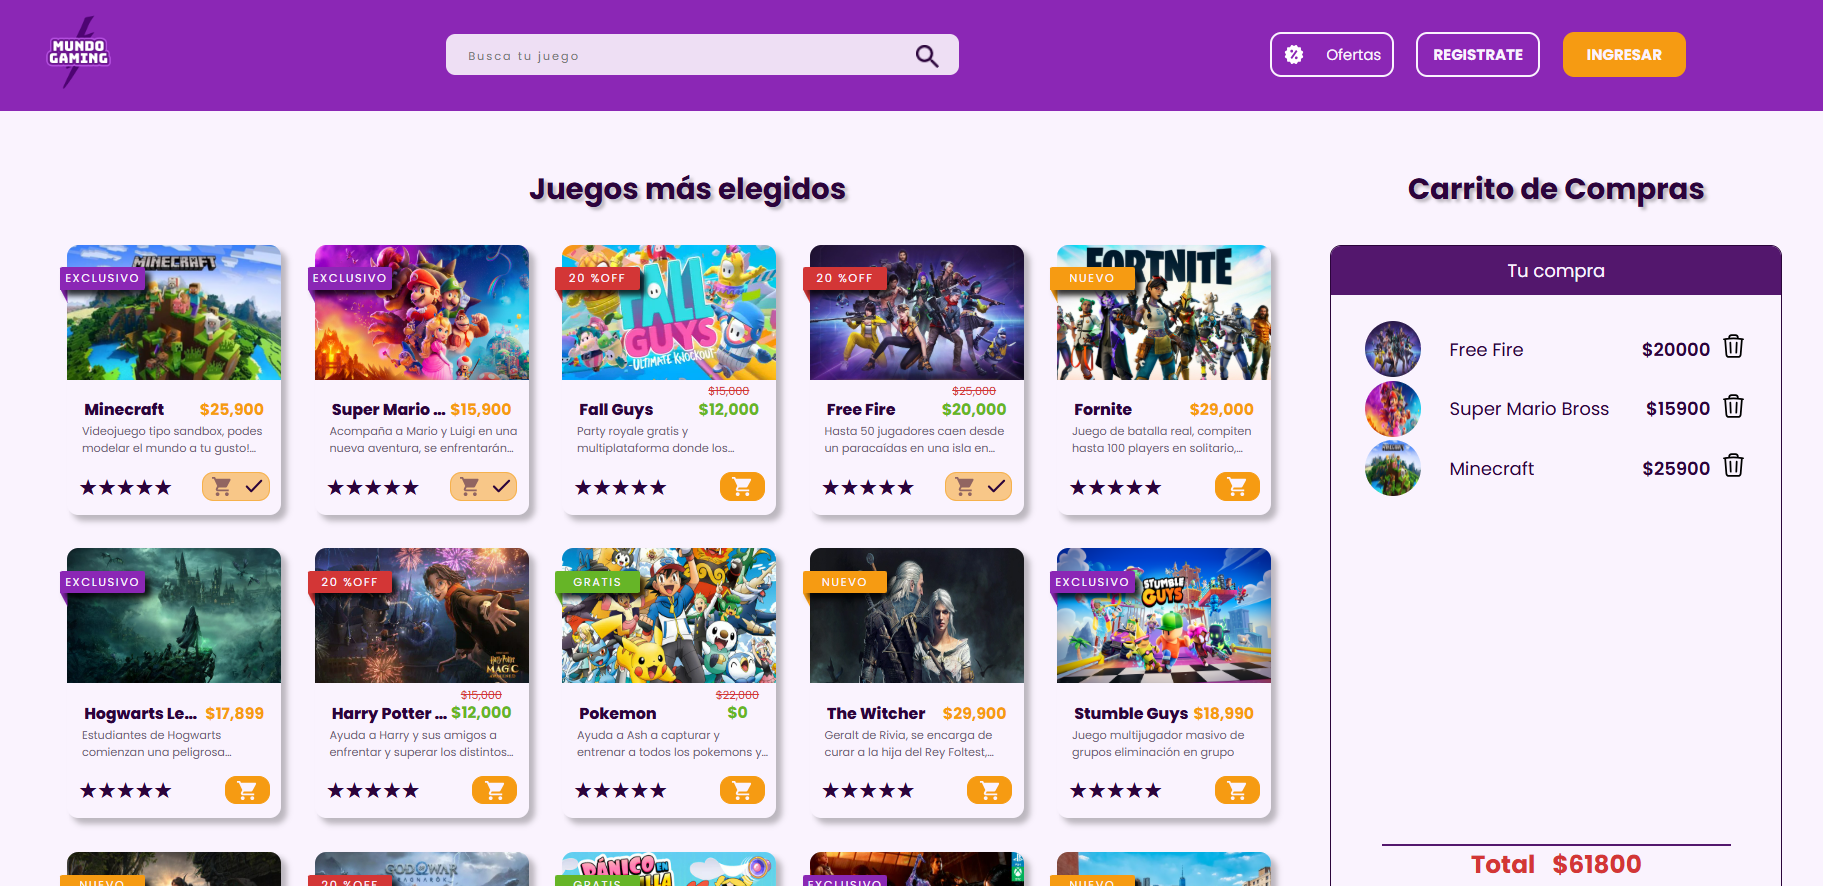 MUNDO
GAMING
Busca tu juego
Ofertas
REGISTRATE
INGRESAR
Juegos más elegidos
Carrito de Compras
MINECRAFT
EXCLUSIVO
Minecraft $25,900
Videojuego tipo sandbox, podes
modelar el mundo a tu gusto!...
★★★★★
EXCLUSIVO
Super Mario ... $15,900
Acompaña a Mario y Luigi en una
nueva aventura, se enfrentarán...
★★★★★
20 %OFF
FALL
GUYS
ULTIMATE KNOCKOUT
$15,000
Fall Guys $12,000
Party royale gratis y
multiplataforma donde los...
★★★★★
20 %OFF
$25,000
Free Fire $20,000
Hasta 50 jugadores caen desde
un paracaídas en una isla en...
★★★★★
FORTNITE
NUEVO
Fornite $29,000
Juego de batalla real, compiten
hasta 100 players en solitario,...
★★★★★
Tu compra
Free Fire $20000
Super Mario Bross $15900
Minecraft $25900
Total $61800
EXCLUSIVO
Hogwarts Le... $17,899
Estudiantes de Hogwarts
comienzan una peligrosa...
★★★★★
20 %OFF
Harry Potter
MAGIC
$15,000
Harry Potter ... $12,000
Ayuda a Harry y sus amigos a
enfrentar y superar los distintos...
★★★★★
GRATIS
$22,000
Pokemon $0
Ayuda a Ash a capturar y
entrenar a todos los pokemons y...
★★★★★
NUEVO
The Witcher $29,900
Geralt de Rivia, se encarga de
curar a la hija del Rey Foltest,...
★★★★★
EXCLUSIVO
STUMBLE
GUYS
Stumble Guys $18,990
Juego multijugador masivo de
grupos eliminación en grupo
★★★★★
NUEVO
GOD OF WAR
RAGNARÖK
20 %OFF
PÁNICO EN
GRATIS
EXCLUSIVO
NUEVO